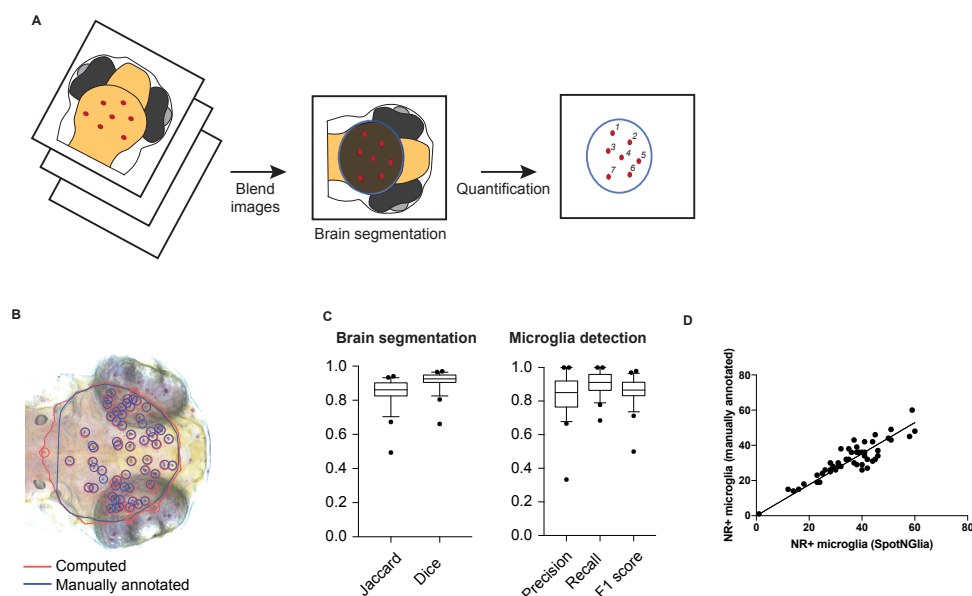 A
Blend
images
Brain segmentation
Quantification
1
2
3
4
5
6
7
B
Computed
Manually annotated
C
Brain segmentation
1.0
0.8
0.6
0.4
0.2
0.0
Jaccard
Dice
Microglia detection
1.0
0.8
0.6
0.4
0.2
0.0
Precision
Recall
F1 score
D
NR+ microglia (manually annotated)
80
60
40
20
0
0
20
40
60
80
NR+ microglia (SpotNGlia)